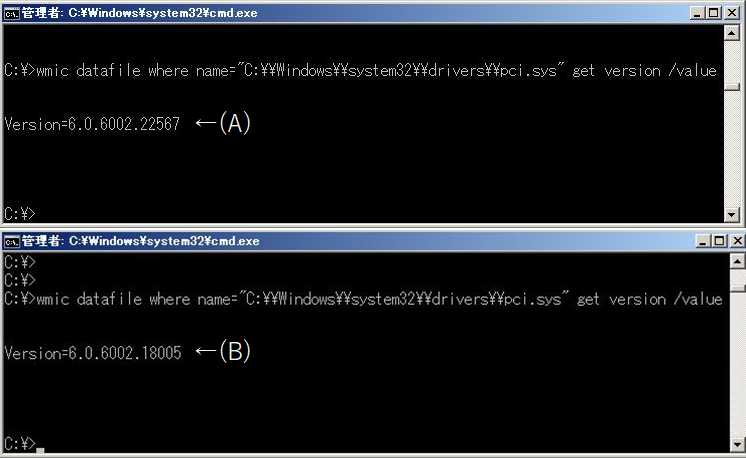 管理者: C:¥Windows¥system32¥cmd.exe
C:¥>wmic datafile where name="C:¥¥Windows¥¥system32¥¥drivers¥¥pci.sys" get version /value
Version=6.0.6002.22567 ←(A)
C:¥>
管理者: C:¥Windows¥system32¥cmd.exe
C:¥>
C:¥>
C:¥>wmic datafile where name="C:¥¥Windows¥¥system32¥¥drivers¥¥pci.sys" get version /value
Version=6.0.6002.18005 ←(B)
C:¥>